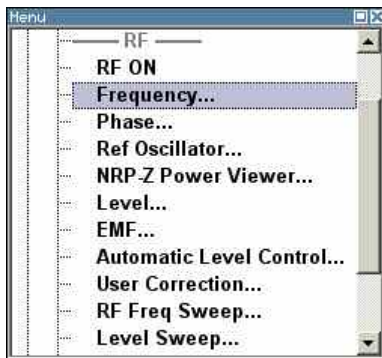 Menu
RF
RF ON
Frequency...
Phase...
Ref Oscillator...
NRP-Z Power Viewer...
Level...
EMF...
Automatic Level Control...
User Correction...
RF Freq Sweep...
Level Sweep...